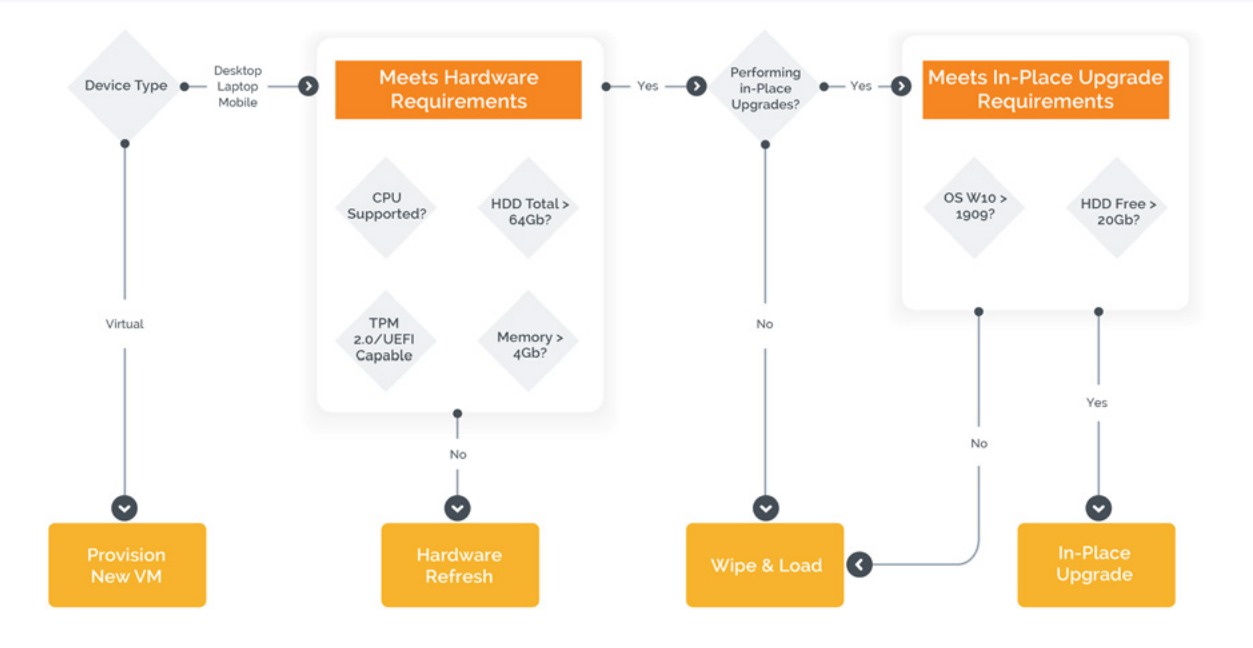 Device Type
Desktop
Laptop
Mobile
Meets Hardware
Requirements
Yes
Performing
in-Place
Upgrades?
Yes
Meets In-Place Upgrade
Requirements
CPU
Supported?
HDD Total >
64Gb?
OS W10 >
1909?
HDD Free >
20Gb?
TPM
2.0/UEFI
Capable
Memory >
4Gb?
Virtual
No
No
Yes
No
Provision
New VM
Hardware
Refresh
Wipe & Load
In-Place
Upgrade